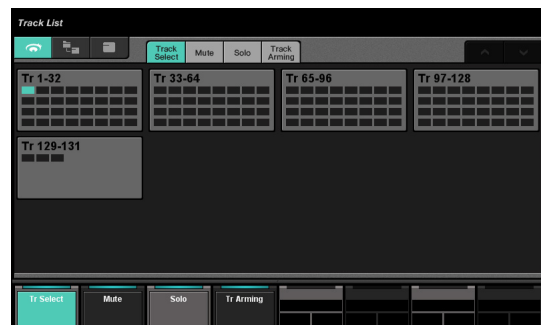 Track List
Track Select
Mute
Solo
Track Arming
Tr 1-32
Tr 33-64
Tr 65-96
Tr 97-128
Tr 129-131
Tr Select
Mute
Solo
Tr Arming